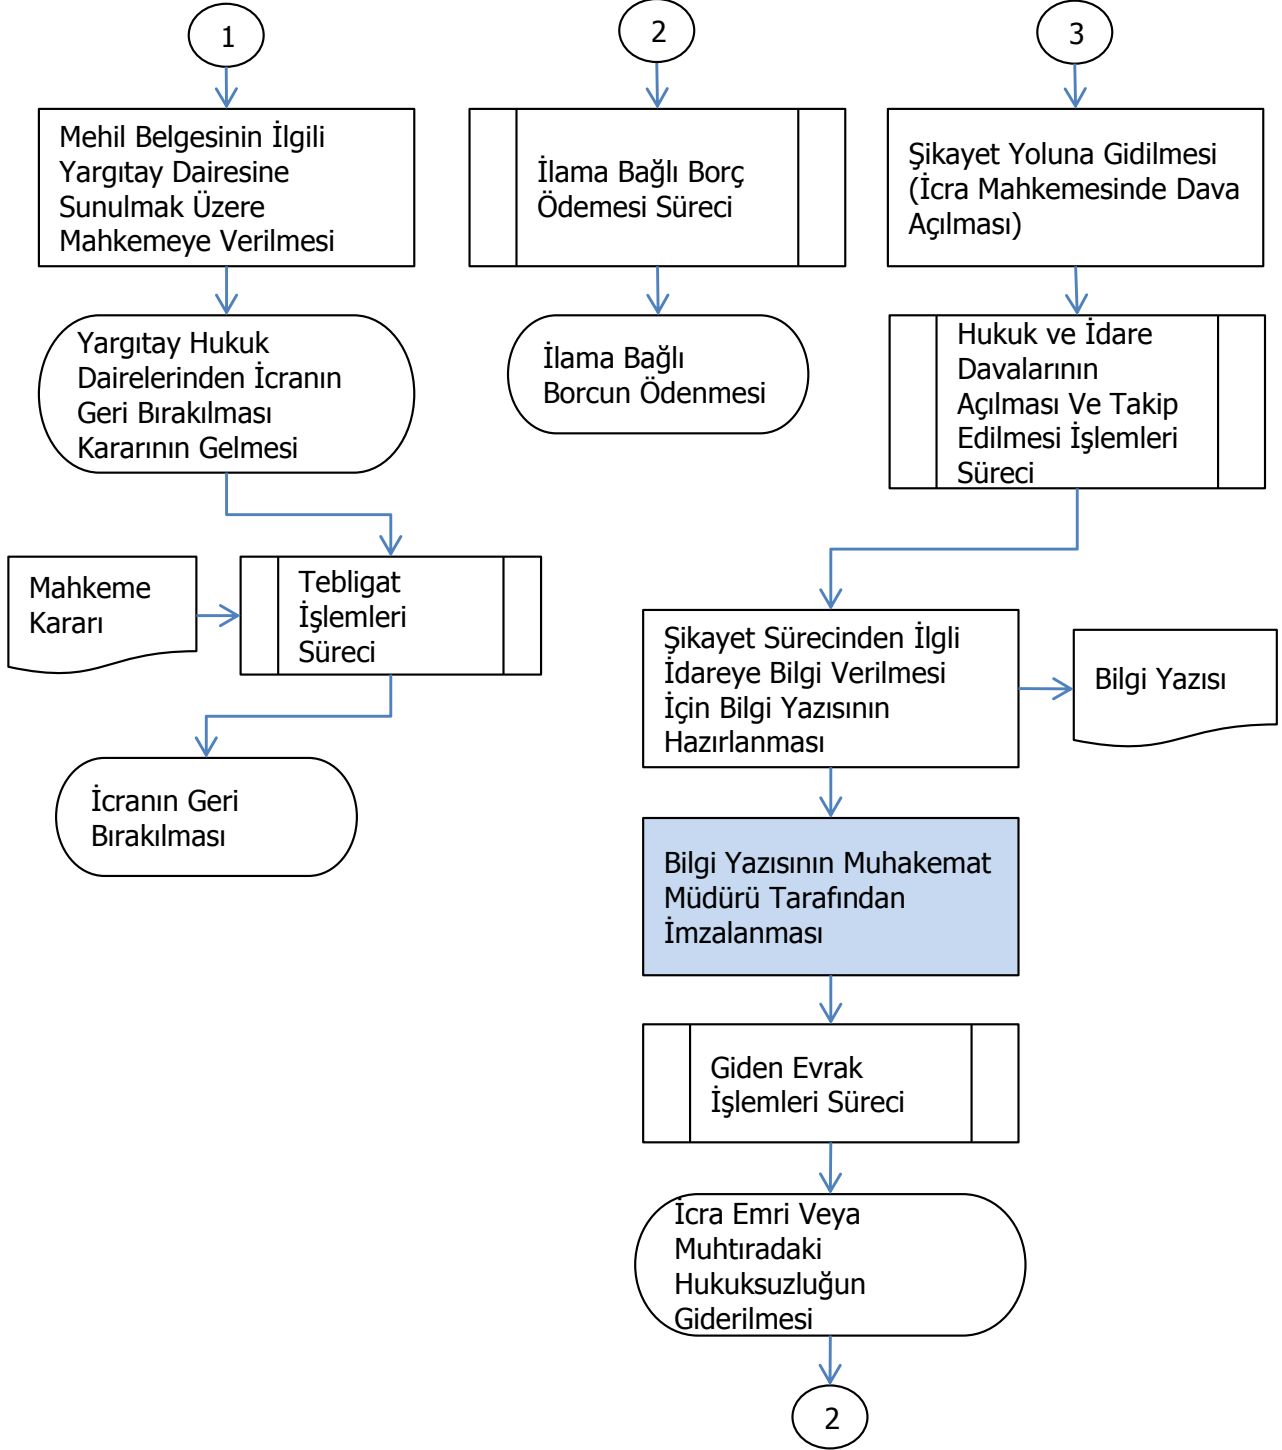 1
Mehil Belgesinin İlgili
Yargıtay Dairesine
Sunulmak Üzere
Mahkemeye Verilmesi
Yargıtay Hukuk
Dairelerinden İcranın
Geri Bırakılması
Kararının Gelmesi
Mahkeme
Kararı
Tebligat
İşlemleri
Süreci
İcranın Geri
Bırakılması
2
İlama Bağlı Borç
Ödemesi Süreci
İlama Bağlı
Borcun Ödenmesi
3
Şikayet Yoluna Gidilmesi
(İcra Mahkemesinde Dava
Açılması)
Hukuk ve İdare
Davalarının
Açılması Ve Takip
Edilmesi İşlemleri
Süreci
Şikayet Sürecinden İlgli
İdareye Bilgi Verilmesi
İçin Bilgi Yazısının
Hazırlanması
Bilgi Yazısı
Bilgi Yazısının Muhakemat
Müdürü Tarafından
İmzalanması
Giden Evrak
İşlemleri Süreci
İcra Emri Veya
Muhtıradaki
Hukuksuzluğun
Giderilmesi
2